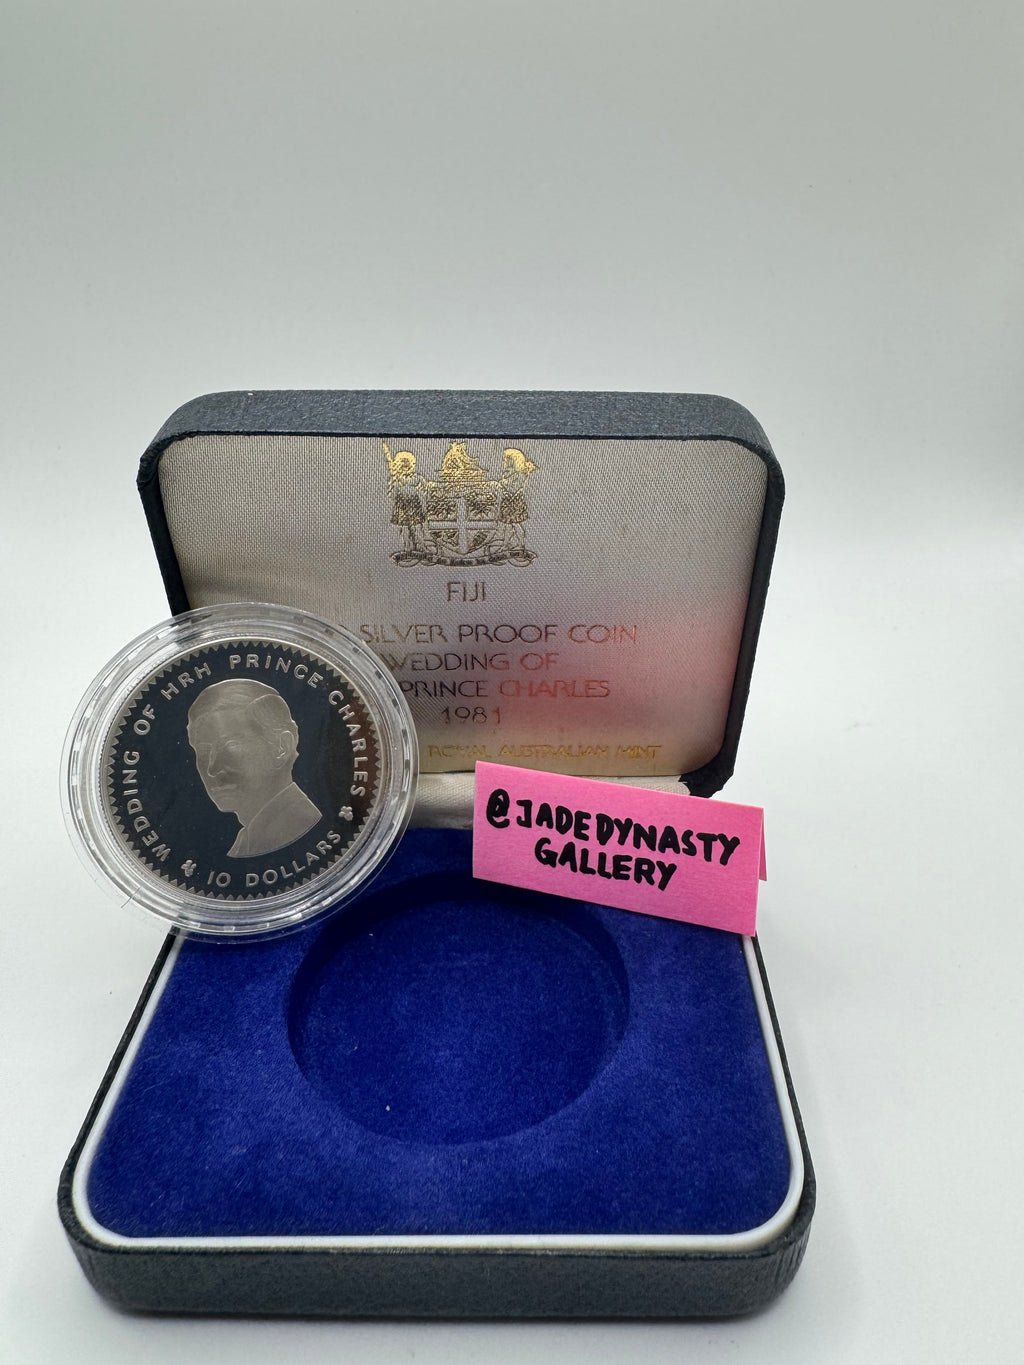 FIJI
SILVER PROOF COIN
WEDDING OF
PRINCE CHARLES
1981
ROYAL AUSTRALIAN MINT
WEDDING OF HRH PRINCE CHARLES
10 DOLLARS
@JADEDYNASTY
GALLERY